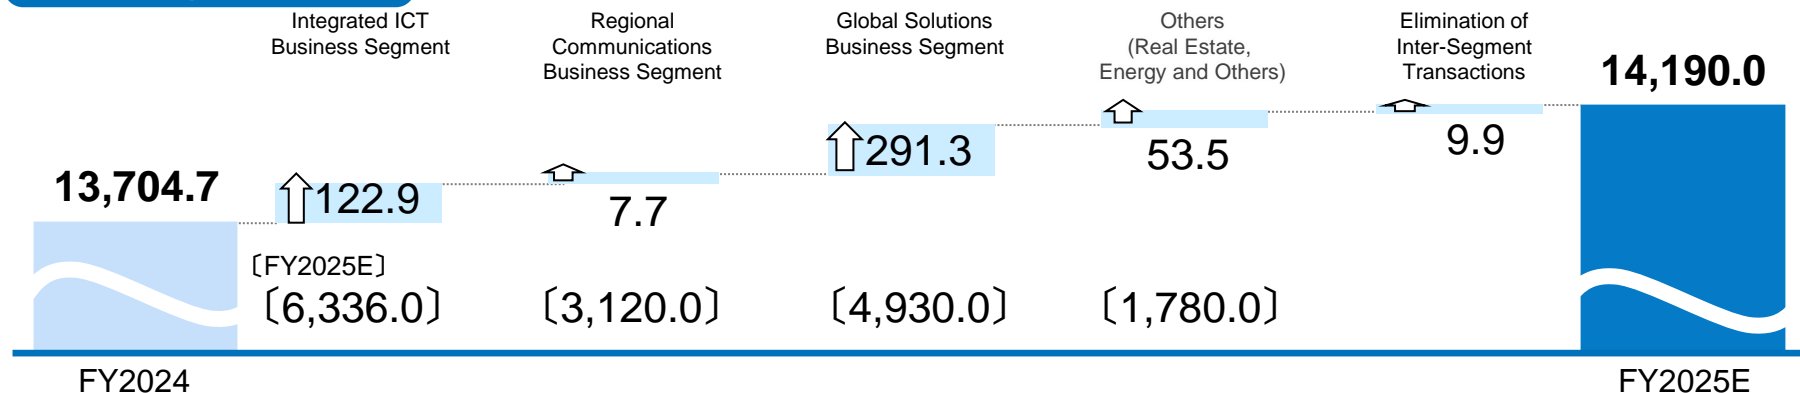 Integrated ICT
Business Segment
Regional
Communications
Business Segment
Global Solutions
Business Segment
Others
(Real Estate,
Energy and Others)
Elimination of
Inter-Segment
Transactions
14,190.0
13,704.7
122.9
7.7
291.3
53.5
9.9
〔FY2025E〕
〔6,336.0〕
〔3,120.0〕
〔4,930.0〕
〔1,780.0〕
FY2024
FY2025E